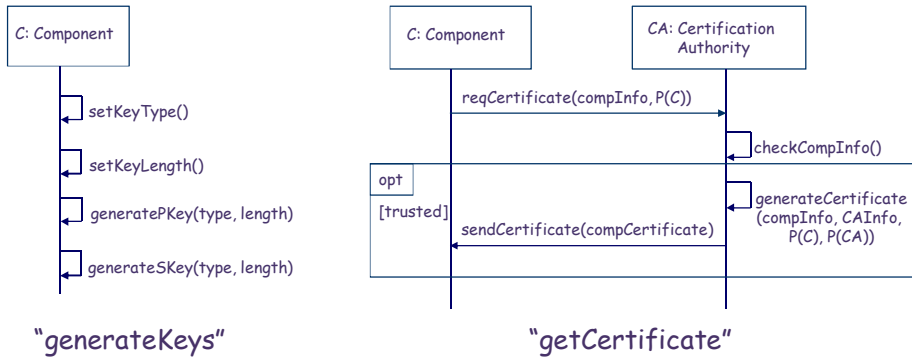 C: Component
setKeyType()
setKeyLength()
generatePKey(type, length)
generateSKey(type, length)
"generateKeys"
C: Component
CA: Certification
Authority
reqCertificate(compInfo, P(C))
checkCompInfo()
opt
[trusted]
generateCertificate
(compInfo, CAInfo,
P(C), P(CA))
sendCertificate(compCertificate)
"getCertificate"